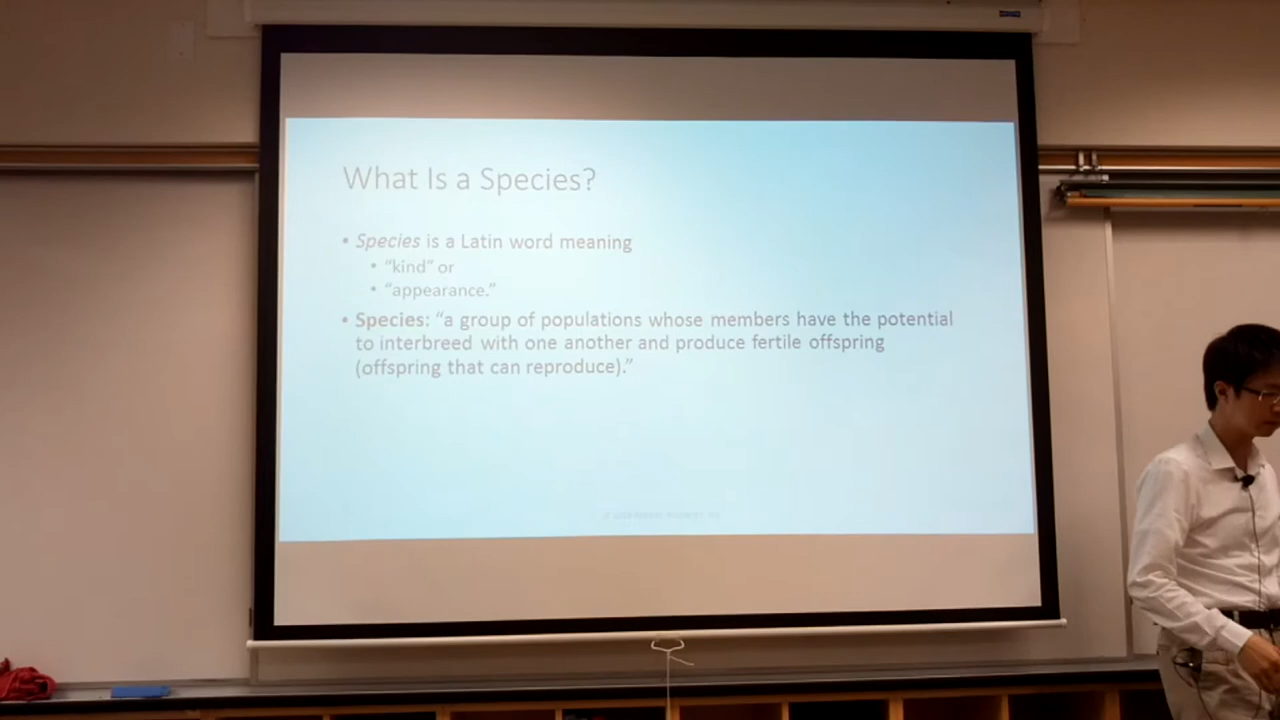 What Is a Species?
• Species is a Latin word meaning
• "kind" or
• "appearance."
• Species: "a group of populations whose members have the potential
to interbreed with one another and produce fertile offspring
(offspring that can reproduce)."